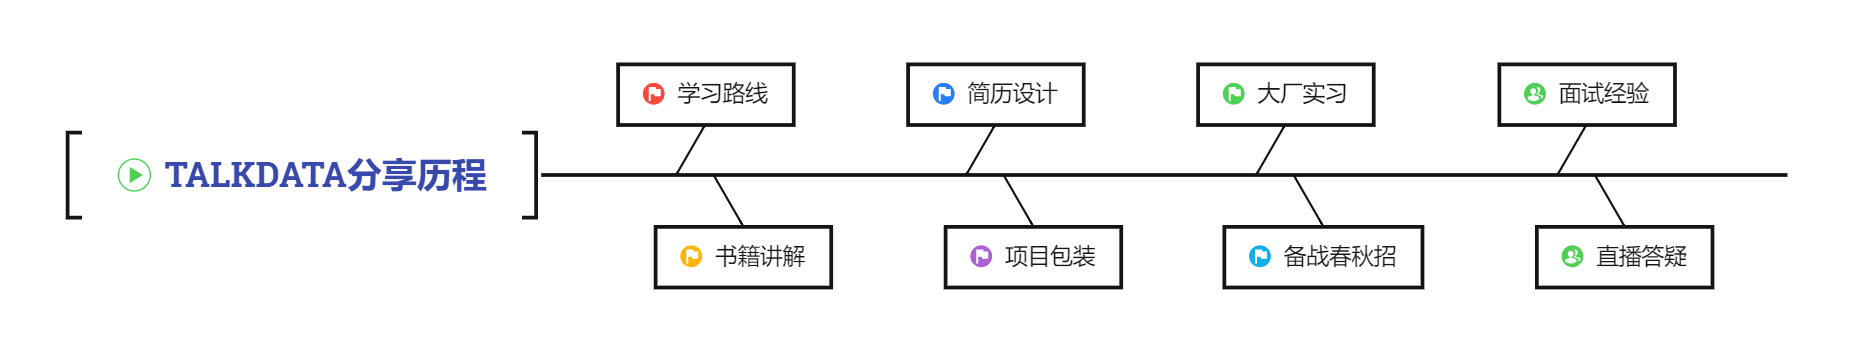 TALKDATA分享历程
学习路线
书籍讲解
简历设计
项目包装
大厂实习
备战春秋招
面试经验
直播答疑